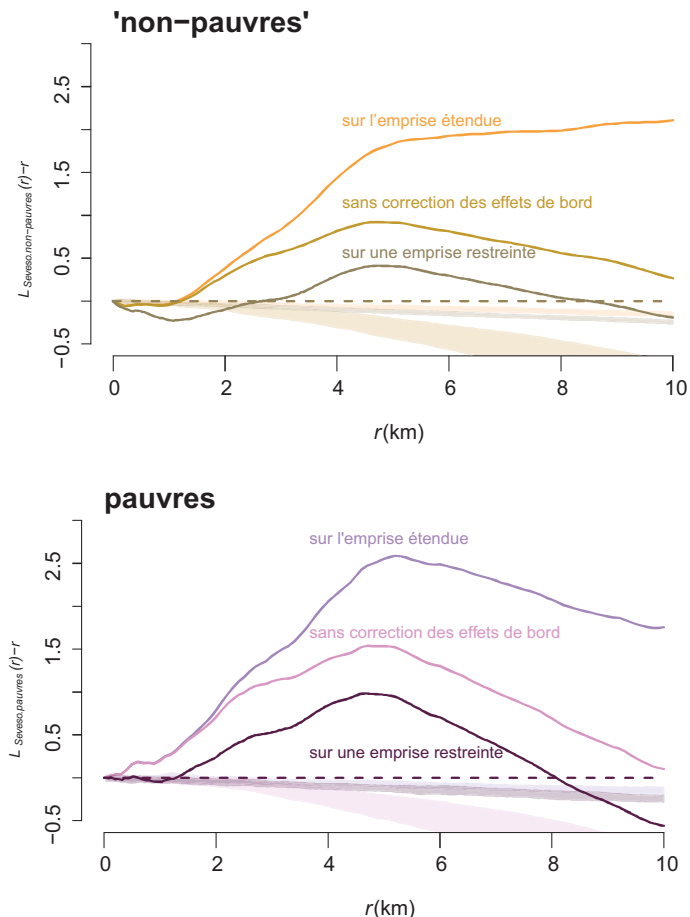 'non−pauvres'
2.5
1.5
0.5
−0.5
L Seveso,non−pauvres (r)−r
sur l'emprise étendue
sans correction des effets de bord
sur une emprise restreinte
0 2 4 6 8 10
r(km)
pauvres
2.5
1.5
0.5
−0.5
L Seveso,pauvres (r)−r
sur l'emprise étendue
sans correction des effets de bord
sur une emprise restreinte
0 2 4 6 8 10
r(km)